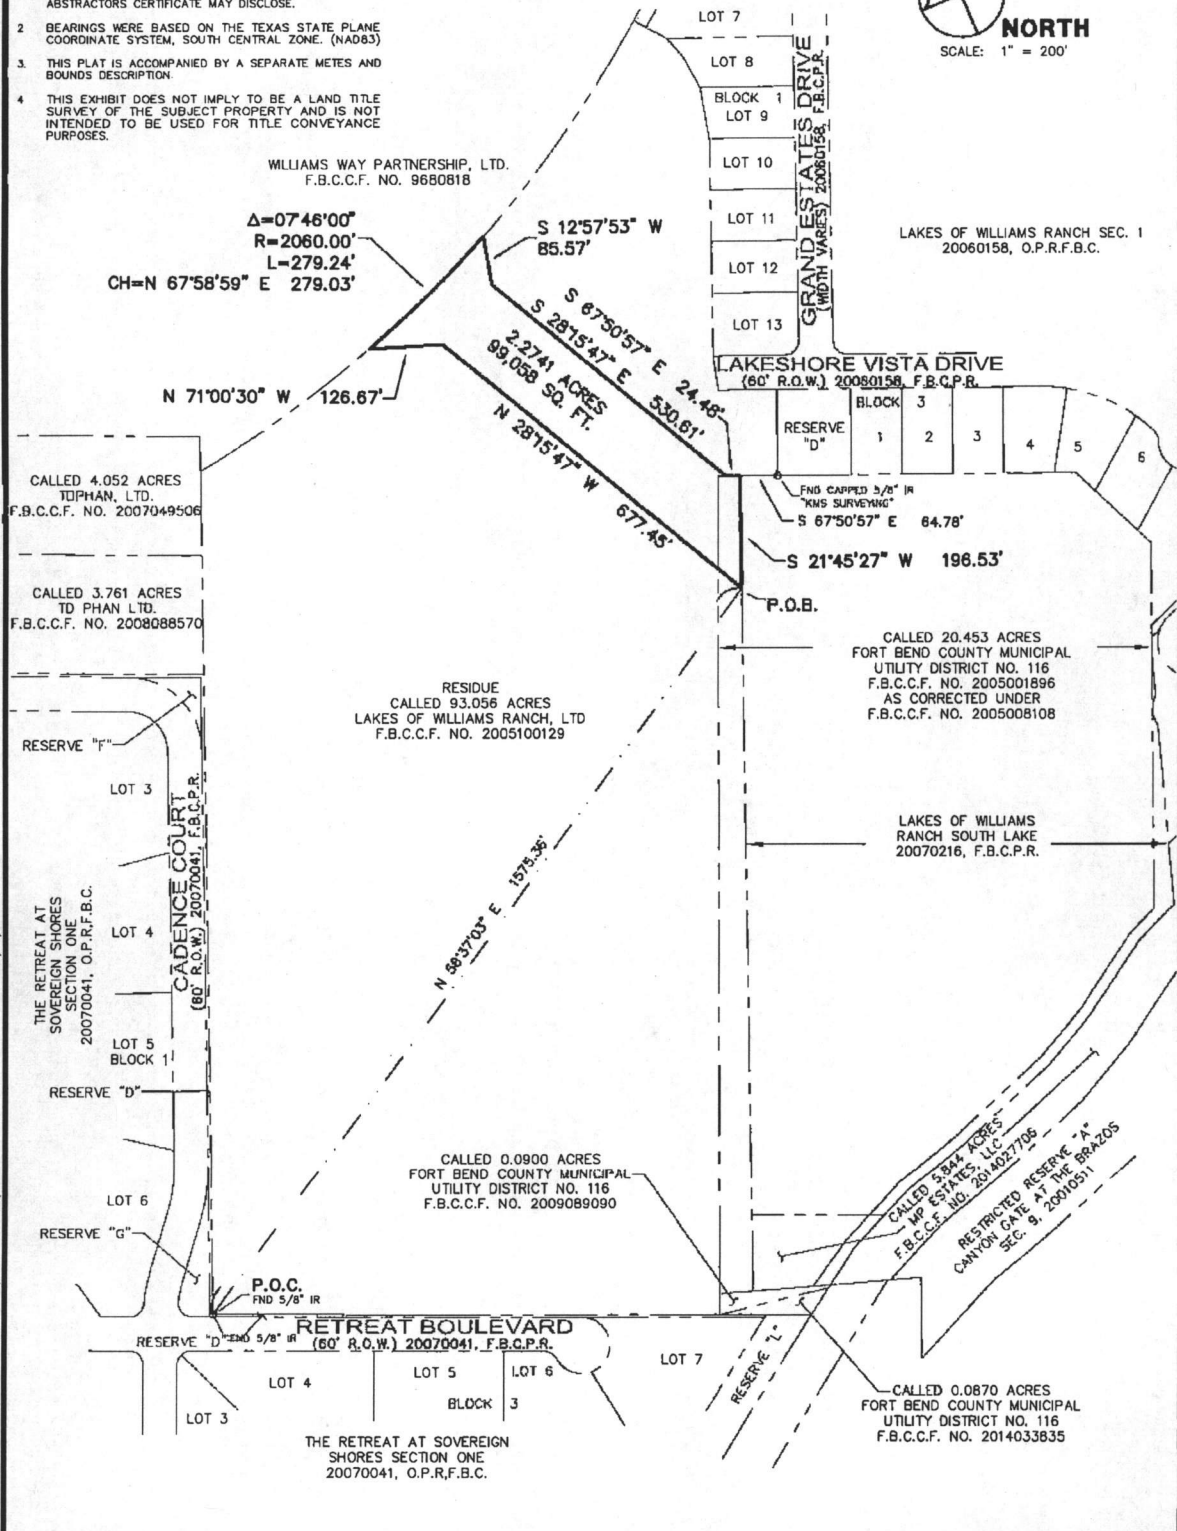 ABSTRACTORS CERTIFICATE MAY DISCLOSE.
2 BEARINGS WERE BASED ON THE TEXAS STATE PLANE
COORDINATE SYSTEM, SOUTH CENTRAL ZONE. (NAD83)
3. THIS PLAT IS ACCOMPANIED BY A SEPARATE METES AND
BOUNDS DESCRIPTION.
4 THIS EXHIBIT DOES NOT IMPLY TO BE A LAND TITLE
SURVEY OF THE SUBJECT PROPERTY AND IS NOT
INTENDED TO BE USED FOR TITLE CONVEYANCE
PURPOSES.
NORTH
SCALE: 1" = 200'
LOT 7
LOT 8
BLOCK 1
LOT 9
LOT 10
LOT 11
LOT 12
LOT 13
GRAND ESTATES DRIVE
(WIDTH VARIES) 20060158, F.B.C.P.R.
WILLIAMS WAY PARTNERSHIP, LTD.
F.B.C.C.F. NO. 9680818
Δ=07°46'00"
R=2060.00'
L=279.24'
CH=N 67°58'59" E 279.03'
S 12°57'53" W
85.57'
LAKES OF WILLIAMS RANCH SEC. 1
20060158, O.P.R.F.B.C.
S 67°50'57" E 24.48'
S 28°15'47" E 530.61'
2.2741 ACRES
99,058 SQ. FT.
N 28°15'47" W 677.45'
N 71°00'30" W 126.67'
LAKESHORE VISTA DRIVE
(60' R.O.W.) 20080158, F.B.C.P.R.
BLOCK 3
RESERVE
"D"
1
2
3
4
5
6
FND CAPPED 5/8" IR
"KMS SURVEYING"
S 67°50'57" E 64.78'
S 21°45'27" W 196.53'
P.O.B.
CALLED 4.052 ACRES
TDPHAN, LTD.
F.B.C.C.F. NO. 2007049506
CALLED 3.761 ACRES
TD PHAN LTD.
F.B.C.C.F. NO. 2008088570
CALLED 20.453 ACRES
FORT BEND COUNTY MUNICIPAL
UTILITY DISTRICT NO. 116
F.B.C.C.F. NO. 2005001896
AS CORRECTED UNDER
F.B.C.C.F. NO. 2005008108
RESIDUE
CALLED 93.056 ACRES
LAKES OF WILLIAMS RANCH, LTD
F.B.C.C.F. NO. 2005100129
RESERVE "F"
LOT 3
CADENCE COURT
(60' R.O.W.) 20070041, F.B.C.P.R.
LAKES OF WILLIAMS
RANCH SOUTH LAKE
20070216, F.B.C.P.R.
N 58°37'03" E 1575.36'
THE RETREAT AT
SOVEREIGN SHORES
SECTION ONE
20070041, O.P.R,F.B.C.
LOT 4
LOT 5
BLOCK 1
RESERVE "D"
LOT 6
RESERVE "G"
CALLED 0.0900 ACRES
FORT BEND COUNTY MUNICIPAL
UTILITY DISTRICT NO. 116
F.B.C.C.F. NO. 2009089090
CALLED 5.844 ACRES
MP ESTATES, LLC
F.B.C.C.F. NO. 2014027706
RESTRICTED RESERVE "A"
CANYON GATE AT THE BRAZOS
SEC. 9, 20010511
P.O.C.
FND 5/8" IR
RESERVE "D"
FND 5/8" IR
RETREAT BOULEVARD
(60' R.O.W.) 20070041, F.B.C.P.R.
LOT 3
LOT 4
LOT 5
LOT 6
BLOCK 3
LOT 7
RESERVE "L"
CALLED 0.0870 ACRES
FORT BEND COUNTY MUNICIPAL
UTILITY DISTRICT NO. 116
F.B.C.C.F. NO. 2014033835
THE RETREAT AT SOVEREIGN
SHORES SECTION ONE
20070041, O.P.R,F.B.C.